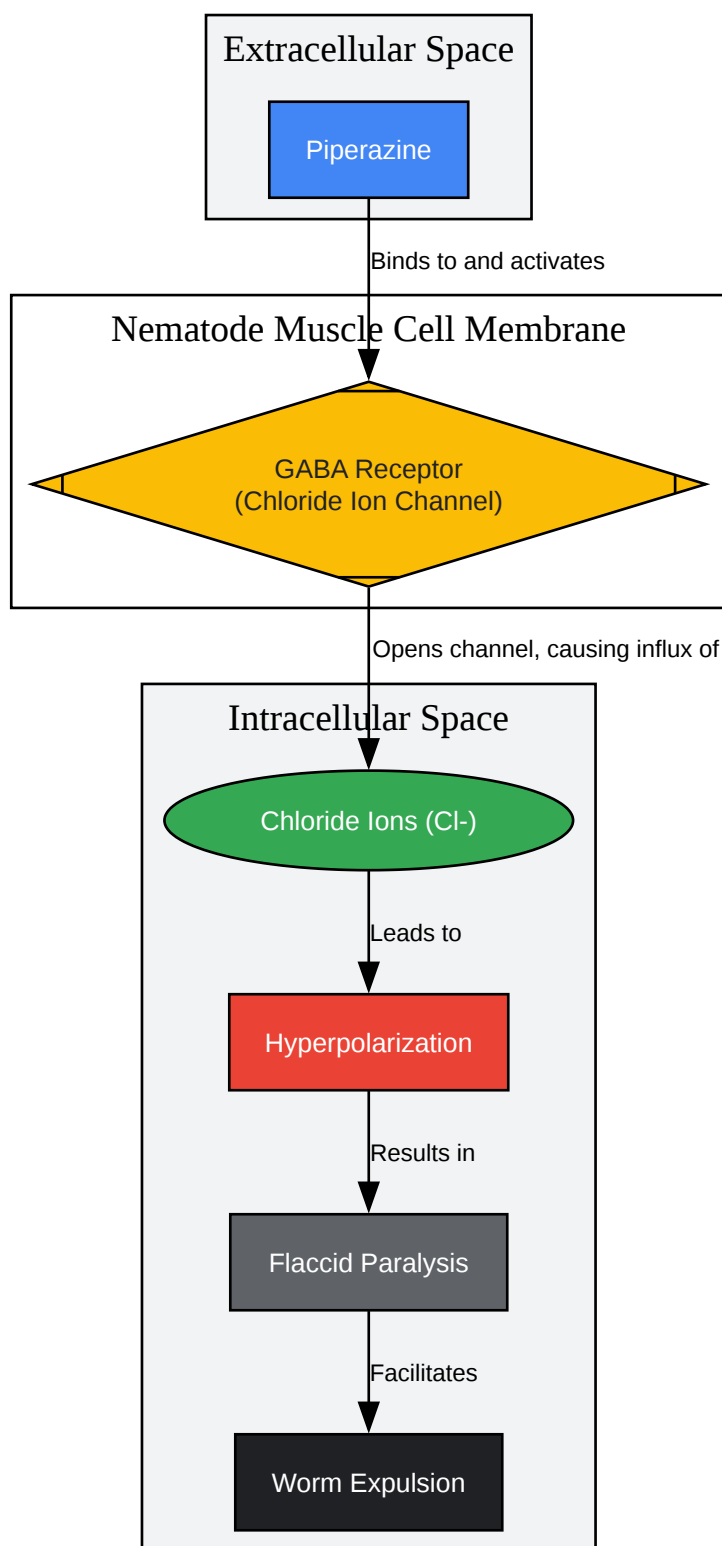 Extracellular Space
Piperazine
Binds to and activates
Nematode Muscle Cell Membrane
GABA Receptor
(Chloride Ion Channel)
Opens channel, causing influx of
Intracellular Space
Chloride Ions (Cl-)
Leads to
Hyperpolarization
Results in
Flaccid Paralysis
Facilitates
Worm Expulsion